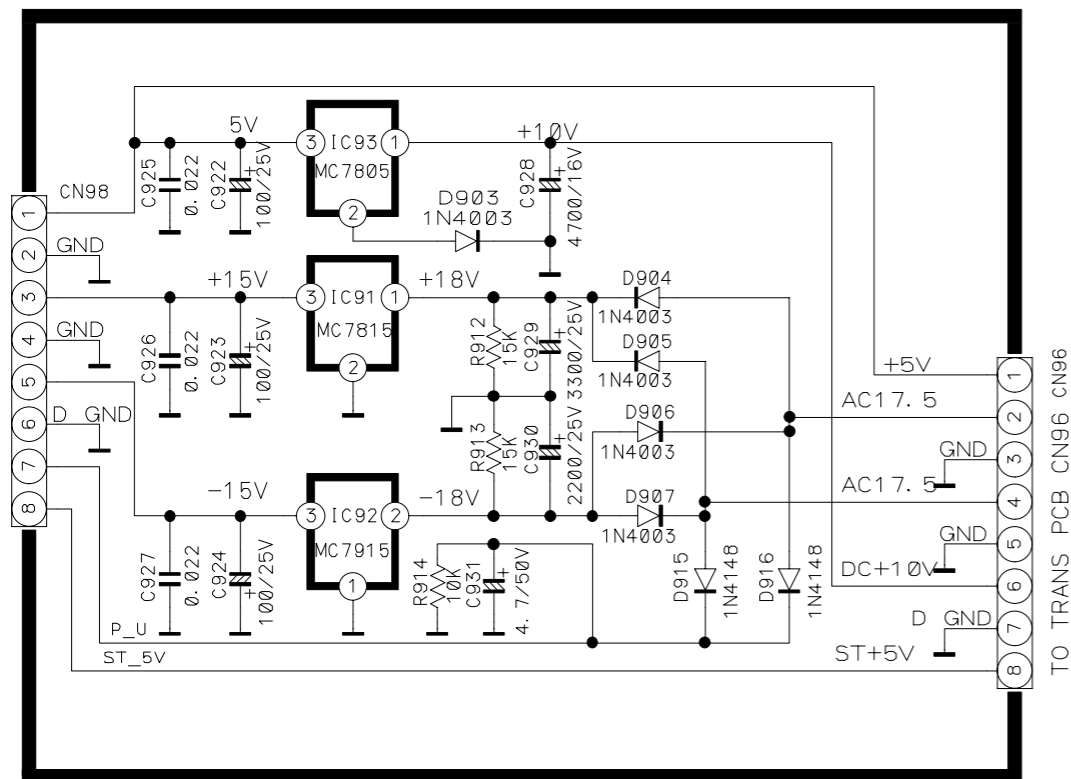 5V
3
IC93
1
MC7805
2
+10V
C925
0.022
C922
+
100/25V
C928
+
4700/16V
D903
1N4003
CN98
1
GND
2
3
GND
4
5
D GND
6
7
8
+15V
3
IC91
1
MC7815
2
+18V
C926
0.022
C923
+
100/25V
R912
15K
C929
+
3300/25V
D904
1N4003
D905
1N4003
D906
1N4003
D907
1N4003
R913
15K
C930
+
2200/25V
-15V
3
IC92
2
MC7915
1
-18V
C927
0.022
C924
+
100/25V
R914
10K
C931
+
4.7/50V
D915
1N4148
D916
1N4148
P_U
ST_5V
+5V
1
AC17.5
2
GND
3
AC17.5
4
GND
5
DC+10V
6
D GND
7
ST+5V
8
TO TRANS PCB CN96 CN96